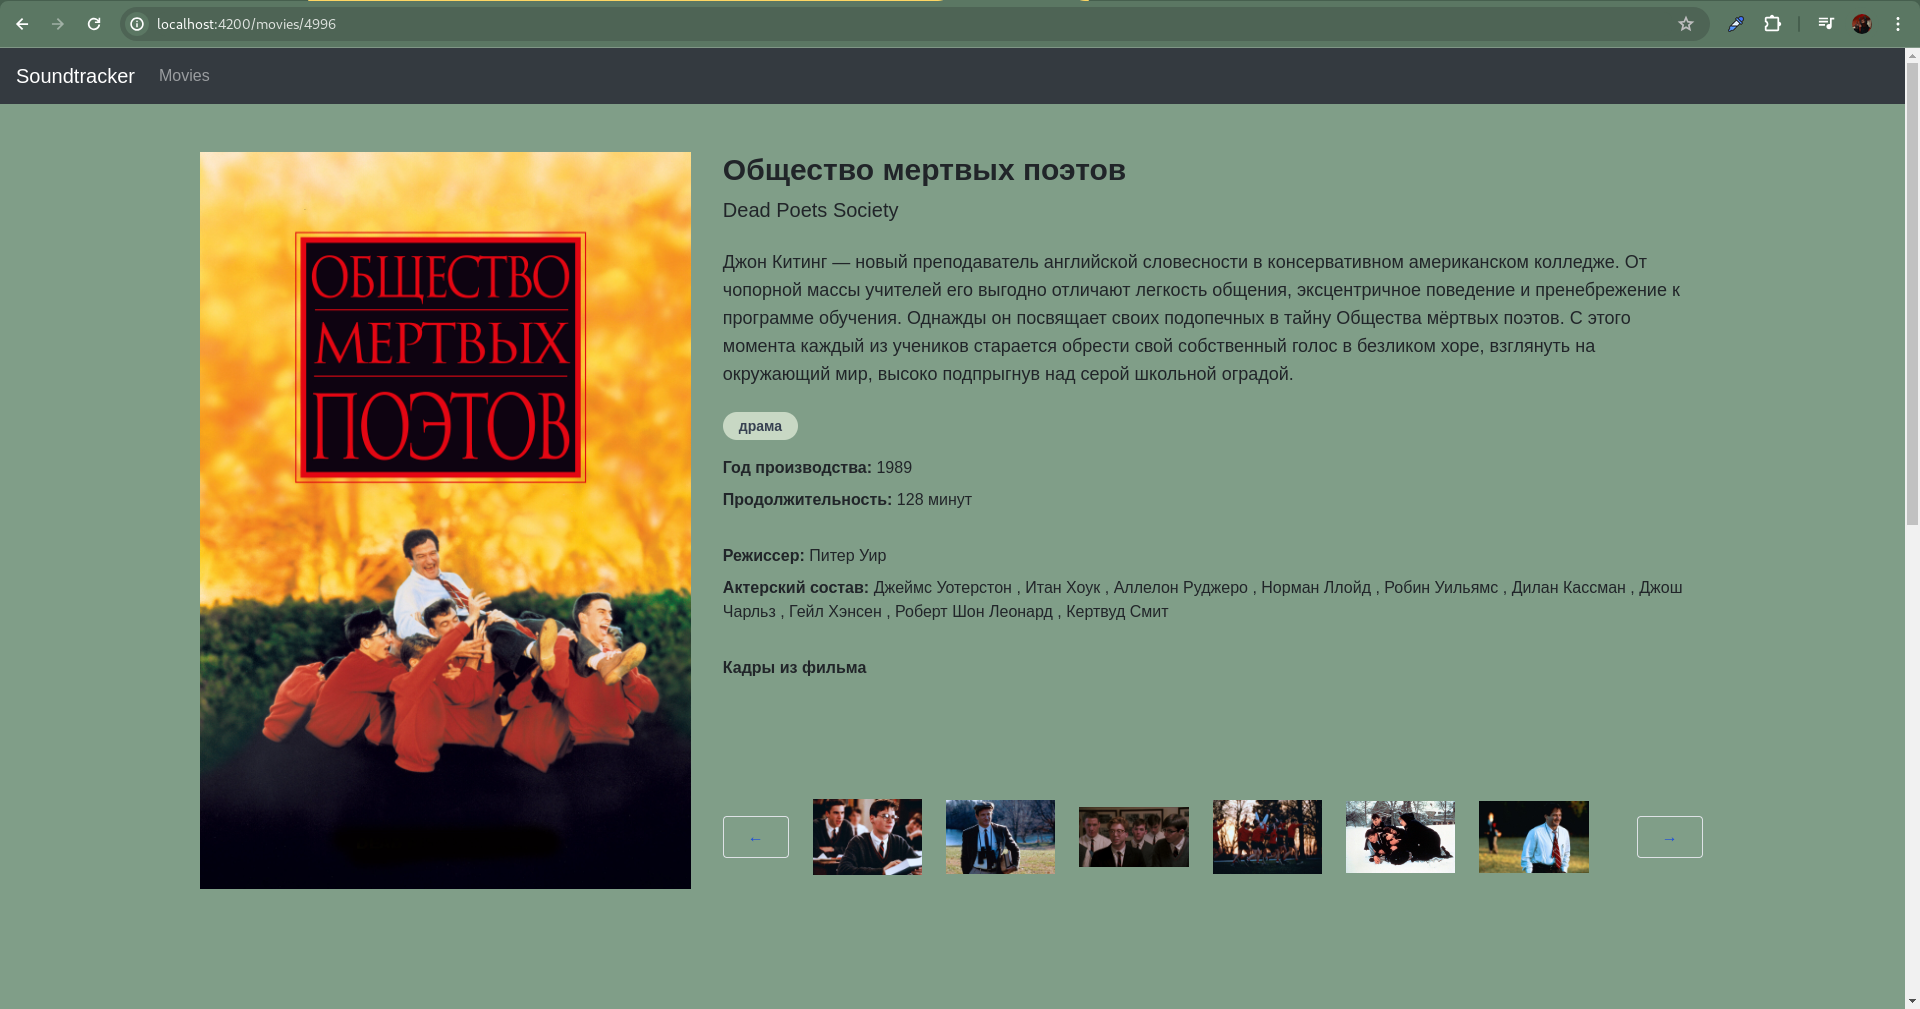 localhost:4200/movies/4996
Soundtracker Movies
ОБЩЕСТВО
МЕРТВЫХ
ПОЭТОВ
Общество мертвых поэтов
Dead Poets Society
Джон Китинг — новый преподаватель английской словесности в консервативном американском колледже. От
чопорной массы учителей его выгодно отличают легкость общения, эксцентричное поведение и пренебрежение к
программе обучения. Однажды он посвящает своих подопечных в тайну Общества мёртвых поэтов. С этого
момента каждый из учеников старается обрести свой собственный голос в безликом хоре, взглянуть на
окружающий мир, высоко подпрыгнув над серой школьной оградой.
драма
Год производства: 1989
Продолжительность: 128 минут
Режиссер: Питер Уир
Актерский состав: Джеймс Уотерстон , Итан Хоук , Аллелон Руджеро , Норман Ллойд , Робин Уильямс , Дилан Кассман , Джош
Чарльз , Гейл Хэнсен , Роберт Шон Леонард , Кертвуд Смит
Кадры из фильма
← →